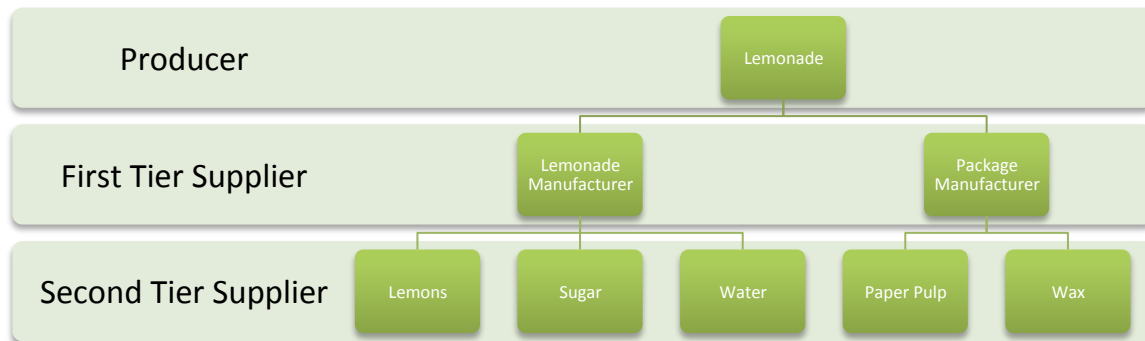 Producer
Lemonade
First Tier Supplier
Lemonade
Manufacturer
Package
Manufacturer
Second Tier Supplier
Lemons
Sugar
Water
Paper Pulp
Wax